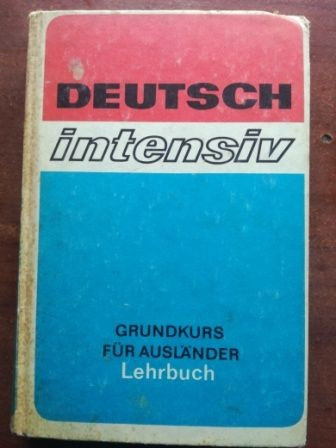 DEUTSCH
intensiv
GRUNDKURS
FÜR AUSLÄNDER
Lehrbuch